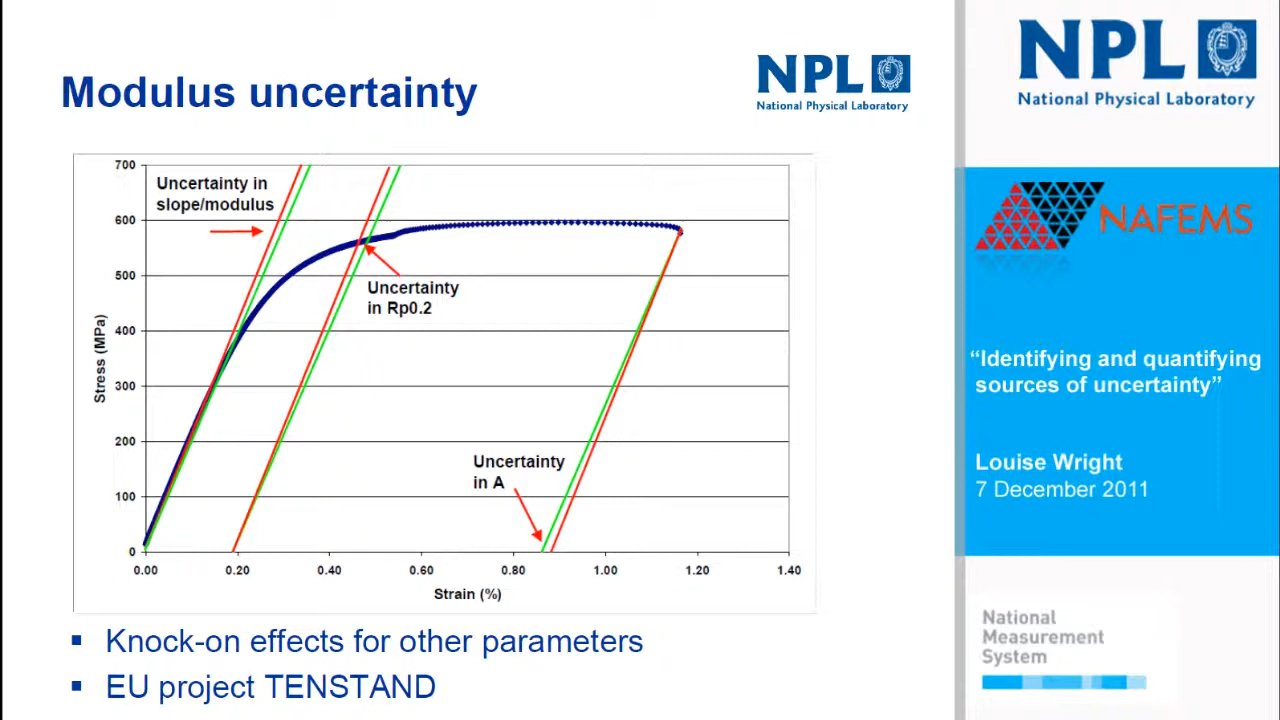 Modulus uncertainty
NPL
National Physical Laboratory
700
600
500
400
300
200
100
0
Stress (MPa)
Uncertainty in
slope/modulus
Uncertainty
in Rp0.2
Uncertainty
in A
0.00 0.20 0.40 0.60 0.80 1.00 1.20 1.40
Strain (%)
▪ Knock-on effects for other parameters
▪ EU project TENSTAND
NPL
National Physical Laboratory
NAFEMS
“Identifying and quantifying
sources of uncertainty”
Louise Wright
7 December 2011
National
Measurement
System